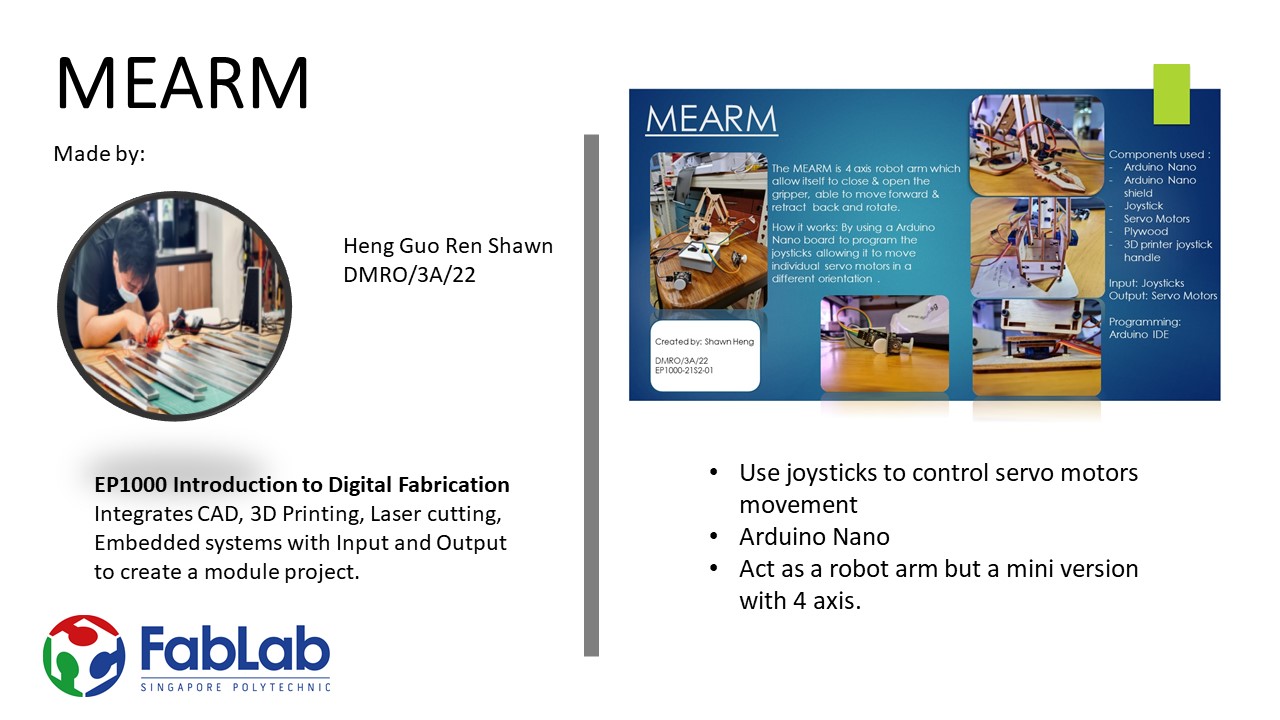 MEARM
Made by:
Heng Guo Ren Shawn
DMRO/3A/22
EP1000 Introduction to Digital Fabrication
Integrates CAD, 3D Printing, Laser cutting,
Embedded systems with Input and Output
to create a module project.
FabLab
SINGAPORE POLYTECHNIC
MEARM
The MEARM is 4 axis robot arm which
allow itself to close & open the
gripper, able to move forward &
retract back and rotate.
How it works: By using a Arduino
Nano board to program the
joysticks allowing it to move
individual servo motors in a
different orientation .
Created by: Shawn Heng
DMRO/3A/22
EP1000-21S2-01
Components used :
- Arduino Nano
- Arduino Nano
shield
- Joystick
- Servo Motors
- Plywood
- 3D printer joystick
handle
Input: Joysticks
Output: Servo Motors
Programming:
Arduino IDE
• Use joysticks to control servo motors
movement
• Arduino Nano
• Act as a robot arm but a mini version
with 4 axis.